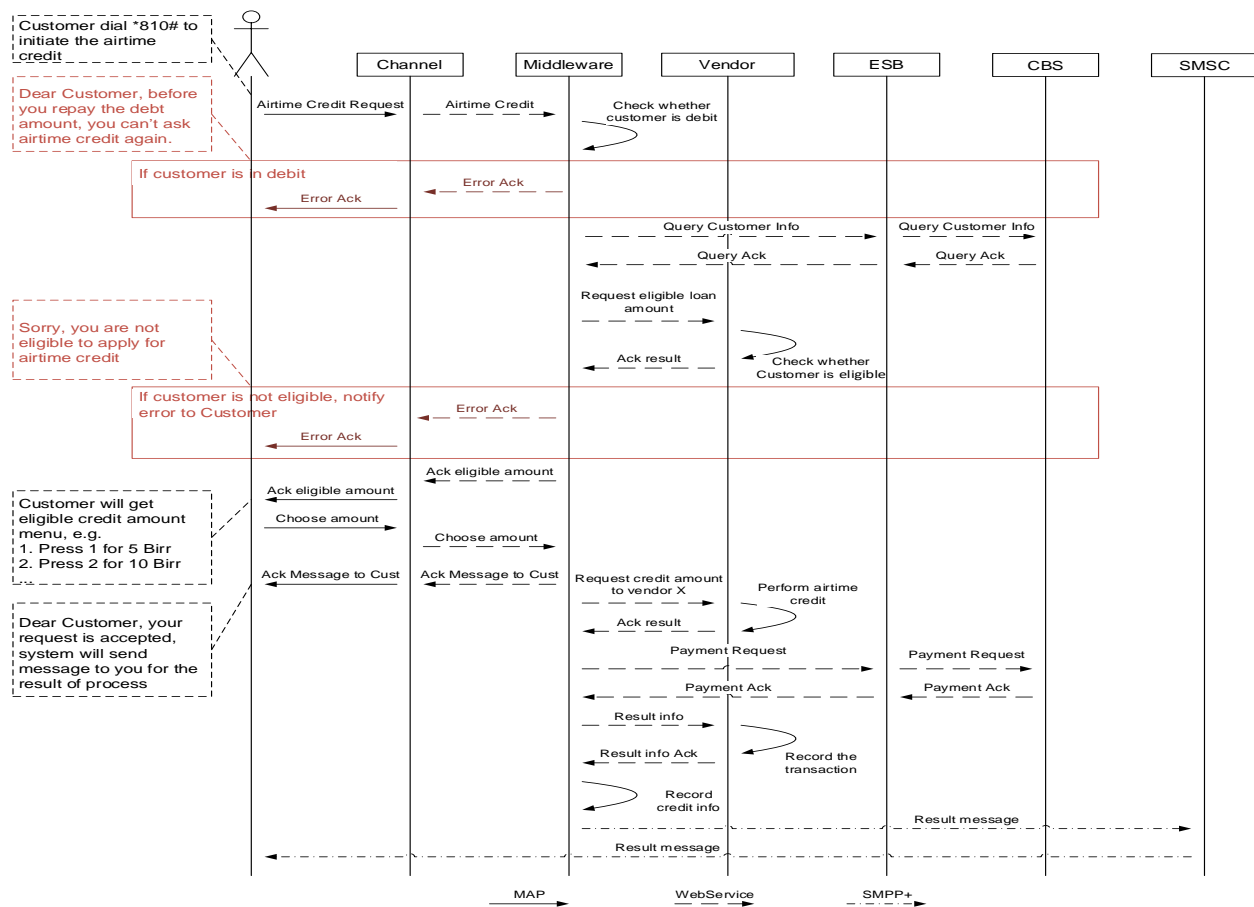 Customer dial *810# to
initiate the airtime
credit
Channel
Middleware
Vendor
ESB
CBS
SMSC
Dear Customer, before
you repay the debt
amount, you can't ask
airtime credit again.
Airtime Credit Request
Airtime Credit
Check whether
customer is debit
If customer is in debit
Error Ack
Error Ack
Query Customer Info
Query Customer Info
Query Ack
Query Ack
Request eligible loan
amount
Sorry, you are not
eligible to apply for
airtime credit
Ack result
Check whether
Customer is eligible
If customer is not eligible, notify
error to Customer
Error Ack
Error Ack
Ack eligible amount
Ack eligible amount
Customer will get
eligible credit amount
menu, e.g.
1. Press 1 for 5 Birr
2. Press 2 for 10 Birr
...
Choose amount
Choose amount
Ack Message to Cust
Ack Message to Cust
Request credit amount
to vendor X
Perform airtime
credit
Ack result
Dear Customer, your
request is accepted,
system will send
message to you for the
result of process
Payment Request
Payment Request
Payment Ack
Payment Ack
Result info
Result info Ack
Record the
transaction
Record
credit info
Result message
Result message
MAP
WebService
SMPP+